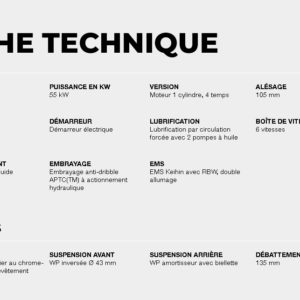 HE TECHNIQUE
PUISSANCE EN KW
55 kW
VERSION
Moteur 1 cylindre, 4 temps
ALÉSAGE
105 mm
DÉMARREUR
Démarreur électrique
LUBRIFICATION
Lubrification par circulation
forcée avec 2 pompes à huile
BOÎTE DE VIT
6 vitesses
NT
uide
EMBRAYAGE
Embrayage anti-dribble
APTC(TM) à actionnement
hydraulique
EMS
EMS Keihin avec RBW, double
allumage
S
er au chrome-
evêtement
SUSPENSION AVANT
WP inversée Ø 43 mm
SUSPENSION ARRIÈRE
WP amortisseur avec biellette
DÉBATTEMEN
135 mm